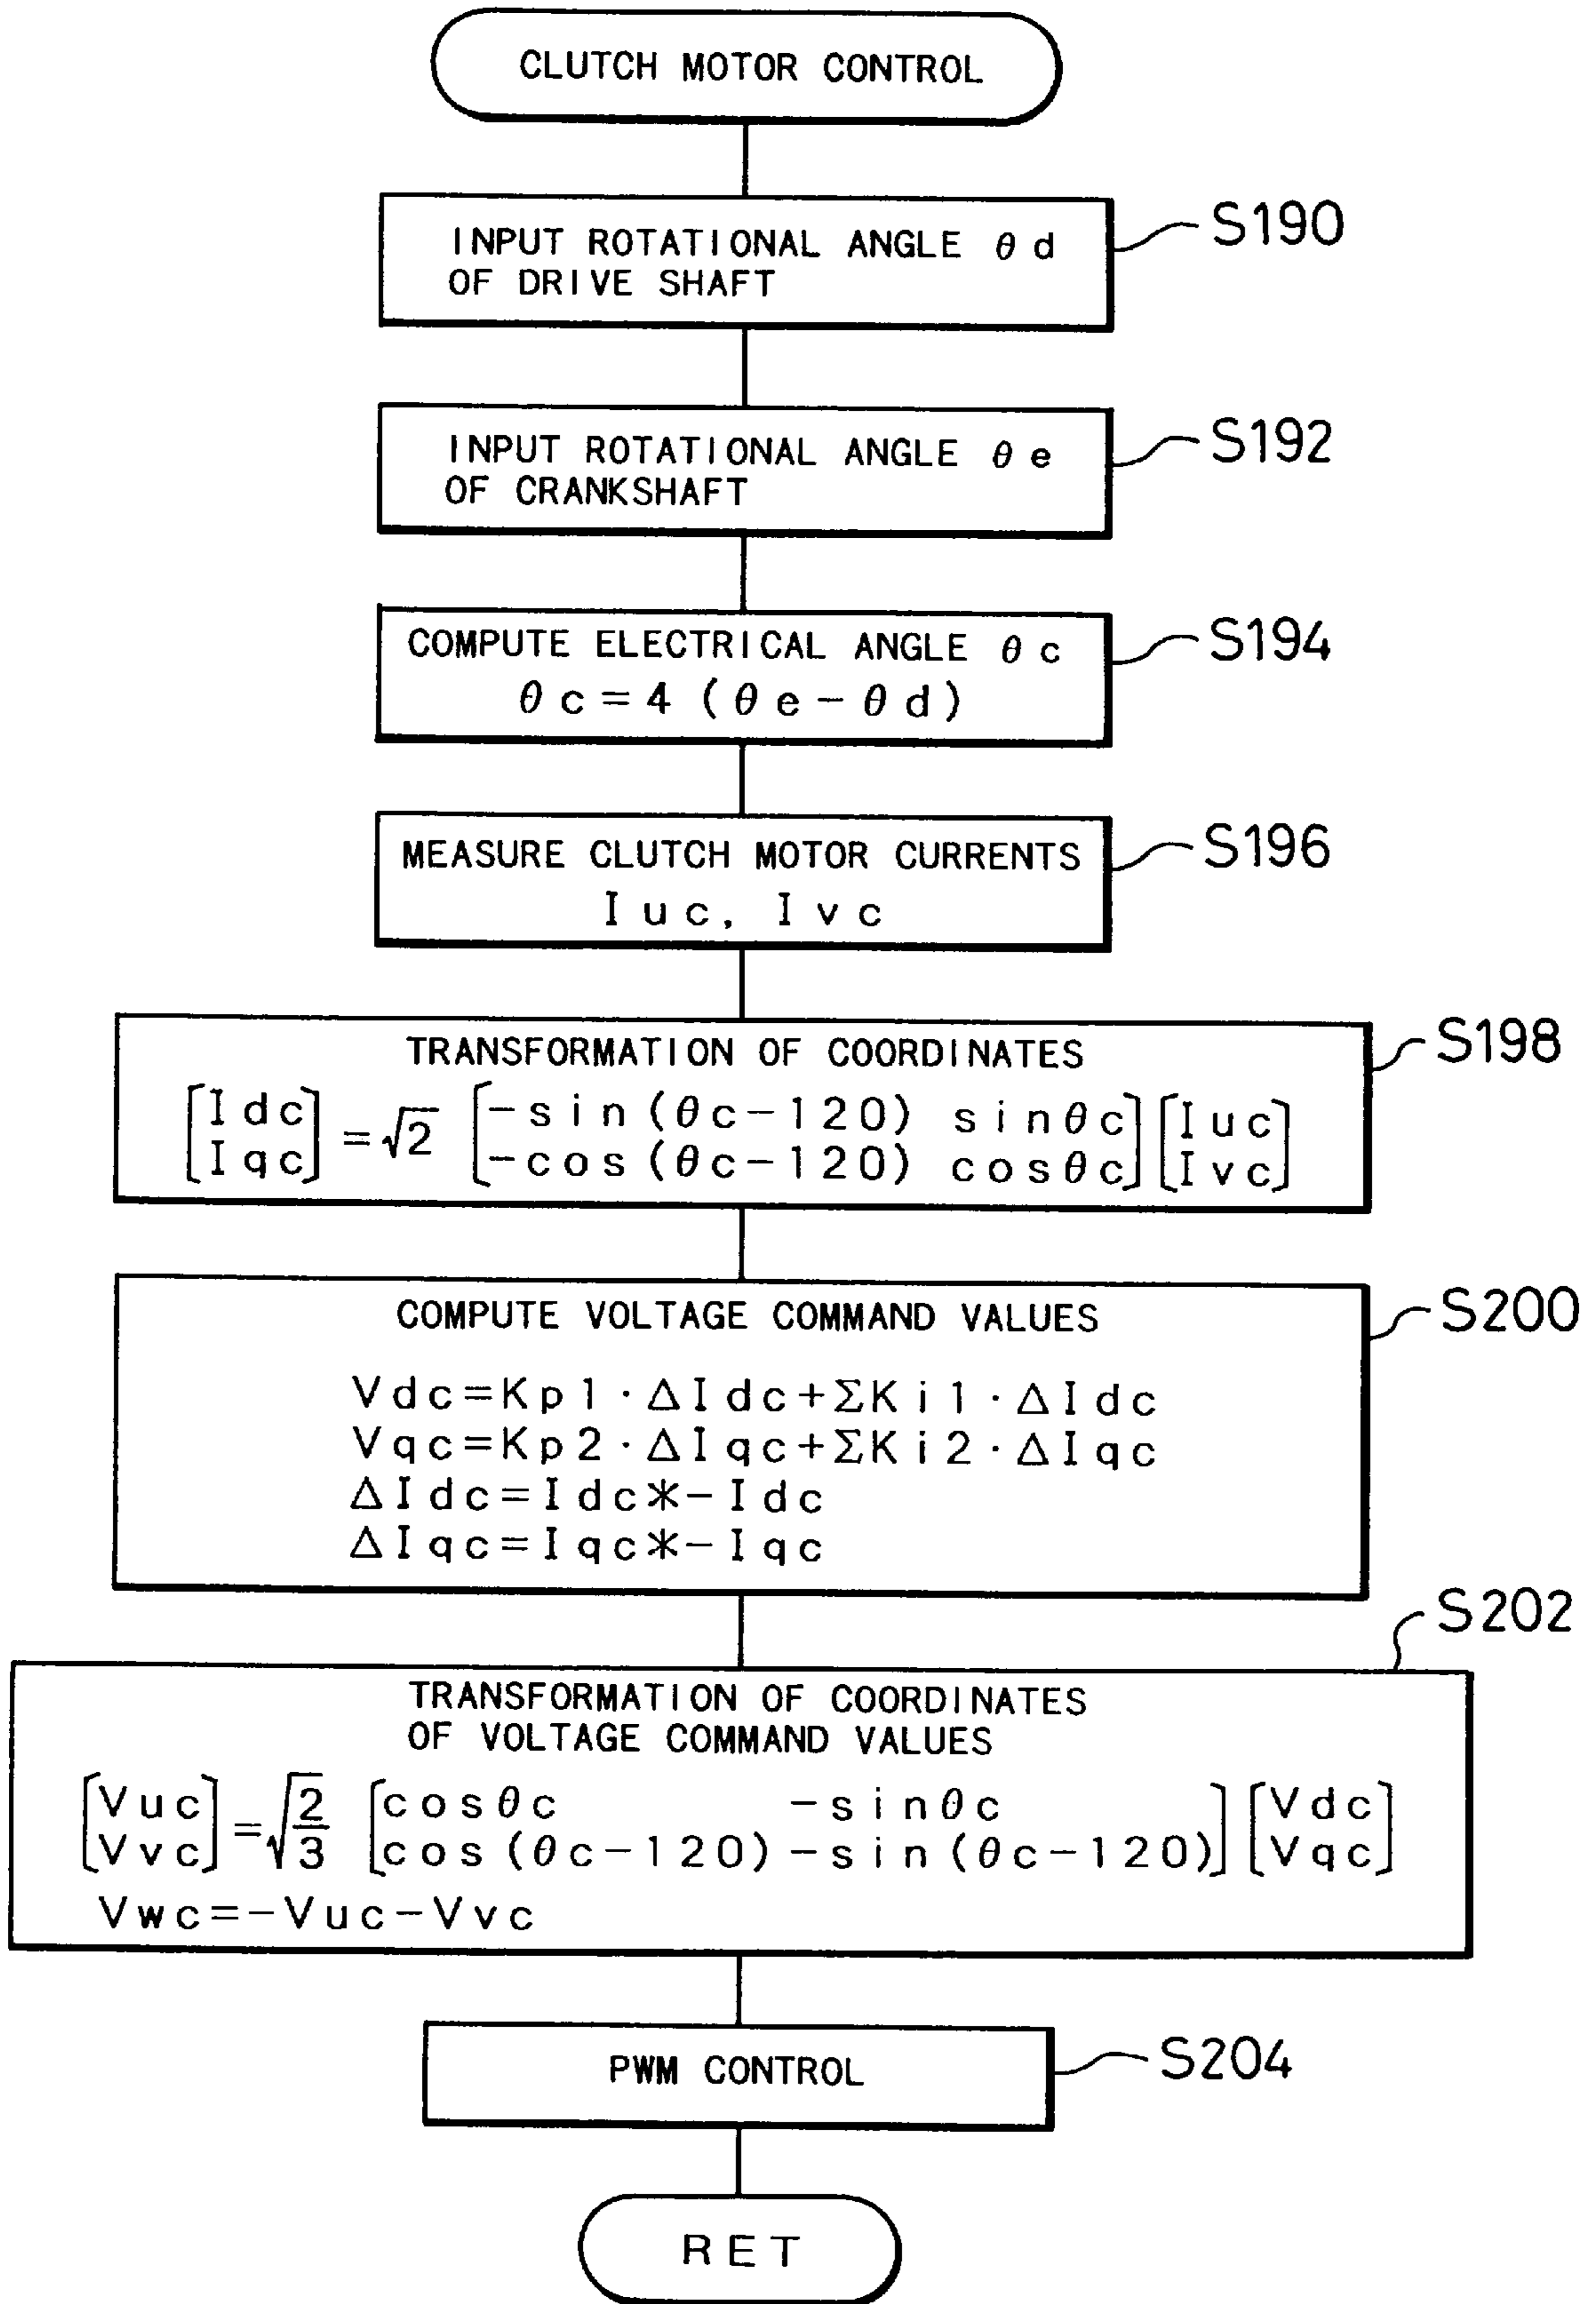 CLUTCH MOTOR CONTROL
INPUT ROTATIONAL ANGLE θd
OF DRIVE SHAFT
S190
INPUT ROTATIONAL ANGLE θe
OF CRANKSHAFT
S192
COMPUTE ELECTRICAL ANGLE θc
θc=4(θe-θd)
S194
MEASURE CLUTCH MOTOR CURRENTS
Iuc, Ivc
S196
TRANSFORMATION OF COORDINATES
S198
[Idc] =√2 [-sin(θc-120) sinθc] [Iuc]
[Iqc] [-cos(θc-120) cosθc] [Ivc]
COMPUTE VOLTAGE COMMAND VALUES
S200
Vdc=Kp1·ΔIdc+ΣKi1·ΔIdc
Vqc=Kp2·ΔIqc+ΣKi2·ΔIqc
ΔIdc=Idc*-Idc
ΔIqc=Iqc*-Iqc
S202
TRANSFORMATION OF COORDINATES
OF VOLTAGE COMMAND VALUES
[Vuc] =√2/3 [cosθc -sinθc] [Vdc]
[Vvc] [cos(θc-120) -sin(θc-120)] [Vqc]
Vwc=-Vuc-Vvc
PWM CONTROL
S204
RET